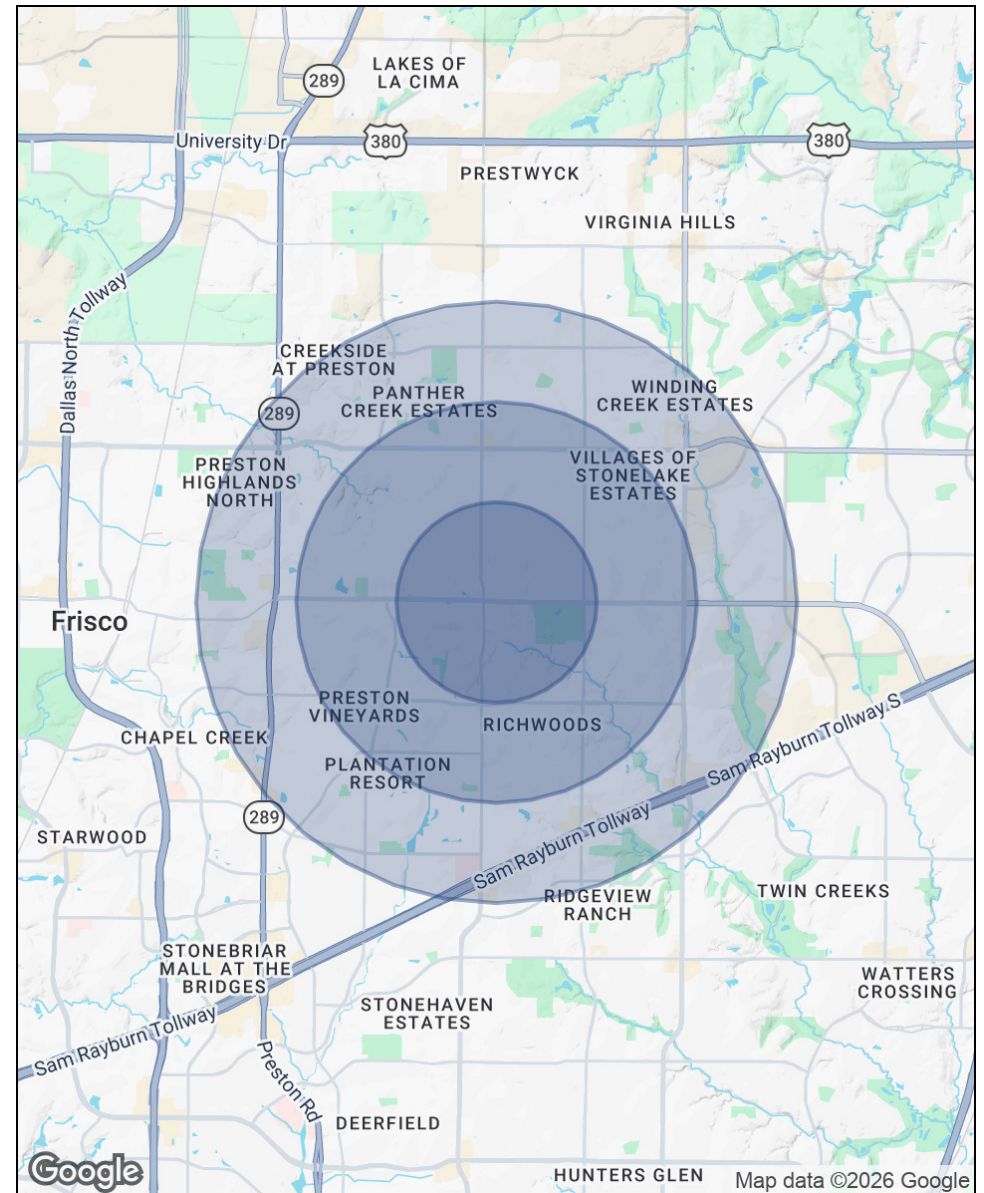 LAKES OF
LA CIMA
289
University Dr
380
380
PRESTWYCK
VIRGINIA HILLS
Dallas North Tollway
CREEKSIDE
AT PRESTON
PANTHER
CREEK ESTATES
WINDING
CREEK ESTATES
289
PRESTON
HIGHLANDS
NORTH
VILLAGES OF
STONELAKE
ESTATES
Frisco
PRESTON
VINEYARDS
RICHWOODS
CHAPEL CREEK
PLANTATION
RESORT
Sam Rayburn Tollway S
289
STARWOOD
Sam Rayburn Tollway
RIDGEVIEW
RANCH
TWIN CREEKS
STONEBRIAR
MALL AT THE
BRIDGES
WATTERS
CROSSING
STONEHAVEN
ESTATES
Sam Rayburn Tollway
Preston Rd
DEERFIELD
HUNTERS GLEN
Google
Map data ©2026 Google